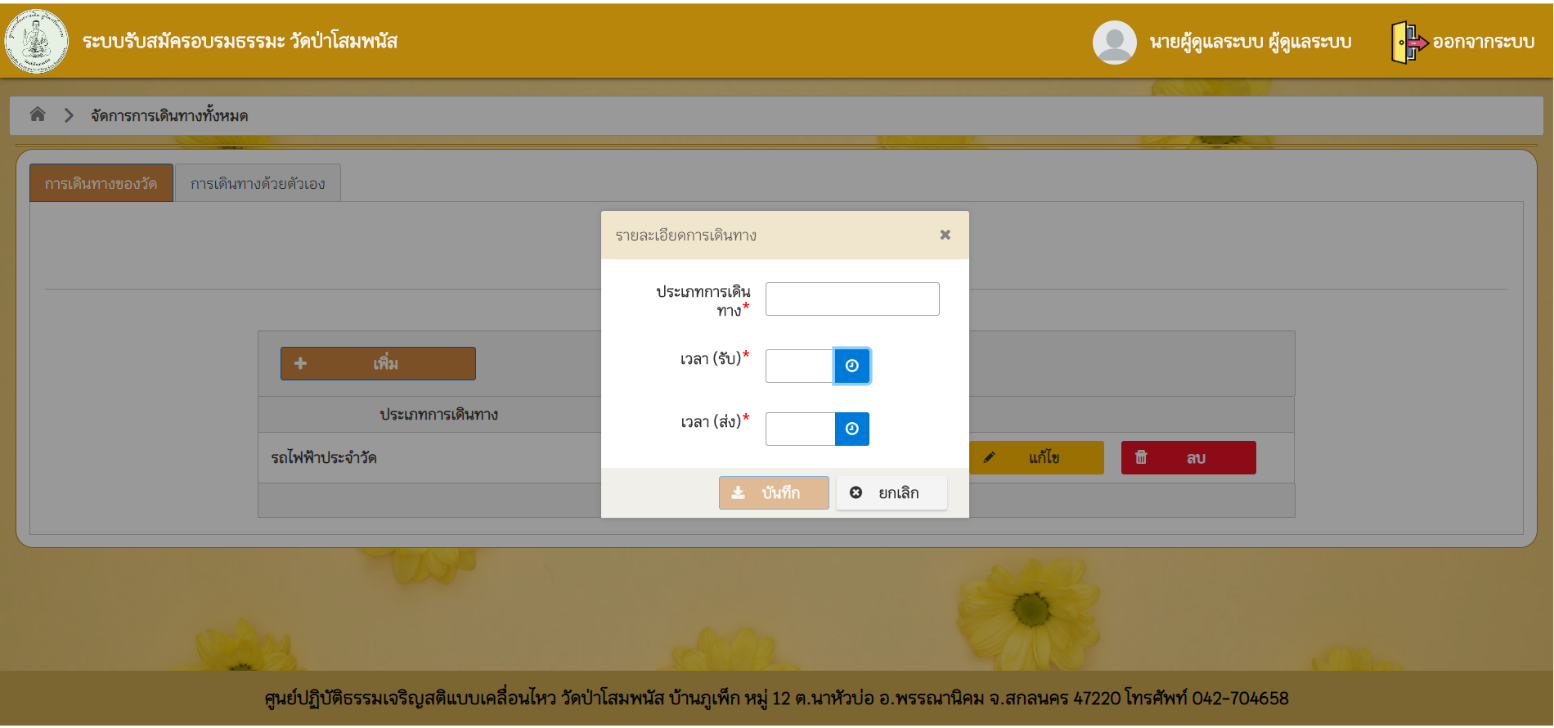 ระบบรับสมัครอบรมธรรมะ วัดป่าโสมพนัส
นายผู้ดูแลระบบ ผู้ดูแลระบบ
ออกจากระบบ
จัดการการเดินทางทั้งหมด
การเดินทางของวัด
การเดินทางด้วยตัวเอง
รายละเอียดการเดินทาง
ประเภทการเดิน
ทาง*
เวลา (รับ)*
เวลา (ส่ง)*
บันทึก
ยกเลิก
เพิ่ม
ประเภทการเดินทาง
รถไฟฟ้าประจำวัด
แก้ไข
ลบ
ศูนย์ปฏิบัติธรรมเจริญสติแบบเคลื่อนไหว วัดป่าโสมพนัส บ้านภูเพ็ก หมู่ 12 ต.นาหัวบ่อ อ.พรรณานิคม จ.สกลนคร 47220 โทรศัพท์ 042-704658